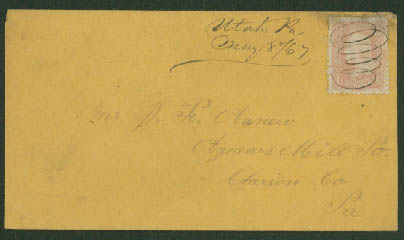 Utah Pa
May 8/67
Mr D. K. Agnew
Agnews Mill Po.
Clarion Co
Pa